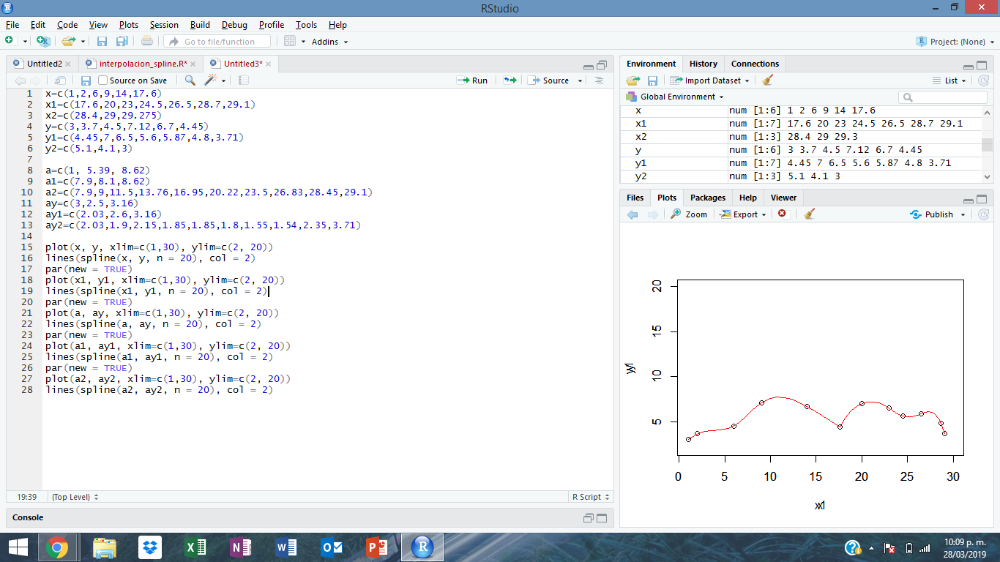 RStudio
File Edit Code View Plots Session Build Debug Profile Tools Help
Go to file/function Addins Project: (None)
Untitled2 interpolacion_spline.R* Untitled3*
Source on Save Run Source
1 x=c(1,2,6,9,14,17.6)
2 x1=c(17.6,20,23,24.5,26.5,28.7,29.1)
3 x2=c(28.4,29,29.275)
4 y=c(3,3.7,4.5,7.12,6.7,4.45)
5 y1=c(4.45,7,6.5,5.6,5.87,4.8,3.71)
6 y2=c(5.1,4.1,3)
7
8 a=c(1, 5.39, 8.62)
9 a1=c(7.9,8.1,8.62)
10 a2=c(7.9,9,11.5,13.76,16.95,20.22,23.5,26.83,28.45,29.1)
11 ay=c(3,2.5,3.16)
12 ay1=c(2.03,2.6,3.16)
13 ay2=c(2.03,1.9,2.15,1.85,1.85,1.8,1.55,1.54,2.35,3.71)
14
15 plot(x, y, xlim=c(1,30), ylim=c(2, 20))
16 lines(spline(x, y, n = 20), col = 2)
17 par(new = TRUE)
18 plot(x1, y1, xlim=c(1,30), ylim=c(2, 20))
19 lines(spline(x1, y1, n = 20), col = 2)
20 par(new = TRUE)
21 plot(a, ay, xlim=c(1,30), ylim=c(2, 20))
22 lines(spline(a, ay, n = 20), col = 2)
23 par(new = TRUE)
24 plot(a1, ay1, xlim=c(1,30), ylim=c(2, 20))
25 lines(spline(a1, ay1, n = 20), col = 2)
26 par(new = TRUE)
27 plot(a2, ay2, xlim=c(1,30), ylim=c(2, 20))
28 lines(spline(a2, ay2, n = 20), col = 2)
19:39 (Top Level) R Script
Console
Environment History Connections
Import Dataset List
Global Environment
x num [1:6] 1 2 6 9 14 17.6
x1 num [1:7] 17.6 20 23 24.5 26.5 28.7 29.1
x2 num [1:3] 28.4 29 29.3
y num [1:6] 3 3.7 4.5 7.12 6.7 4.45
y1 num [1:7] 4.45 7 6.5 5.6 5.87 4.8 3.71
y2 num [1:3] 5.1 4.1 3
Files Plots Packages Help Viewer
Zoom Export Publish
20
15
10
5
0 5 10 15 20 25 30
10:09 p. m.
28/03/2019